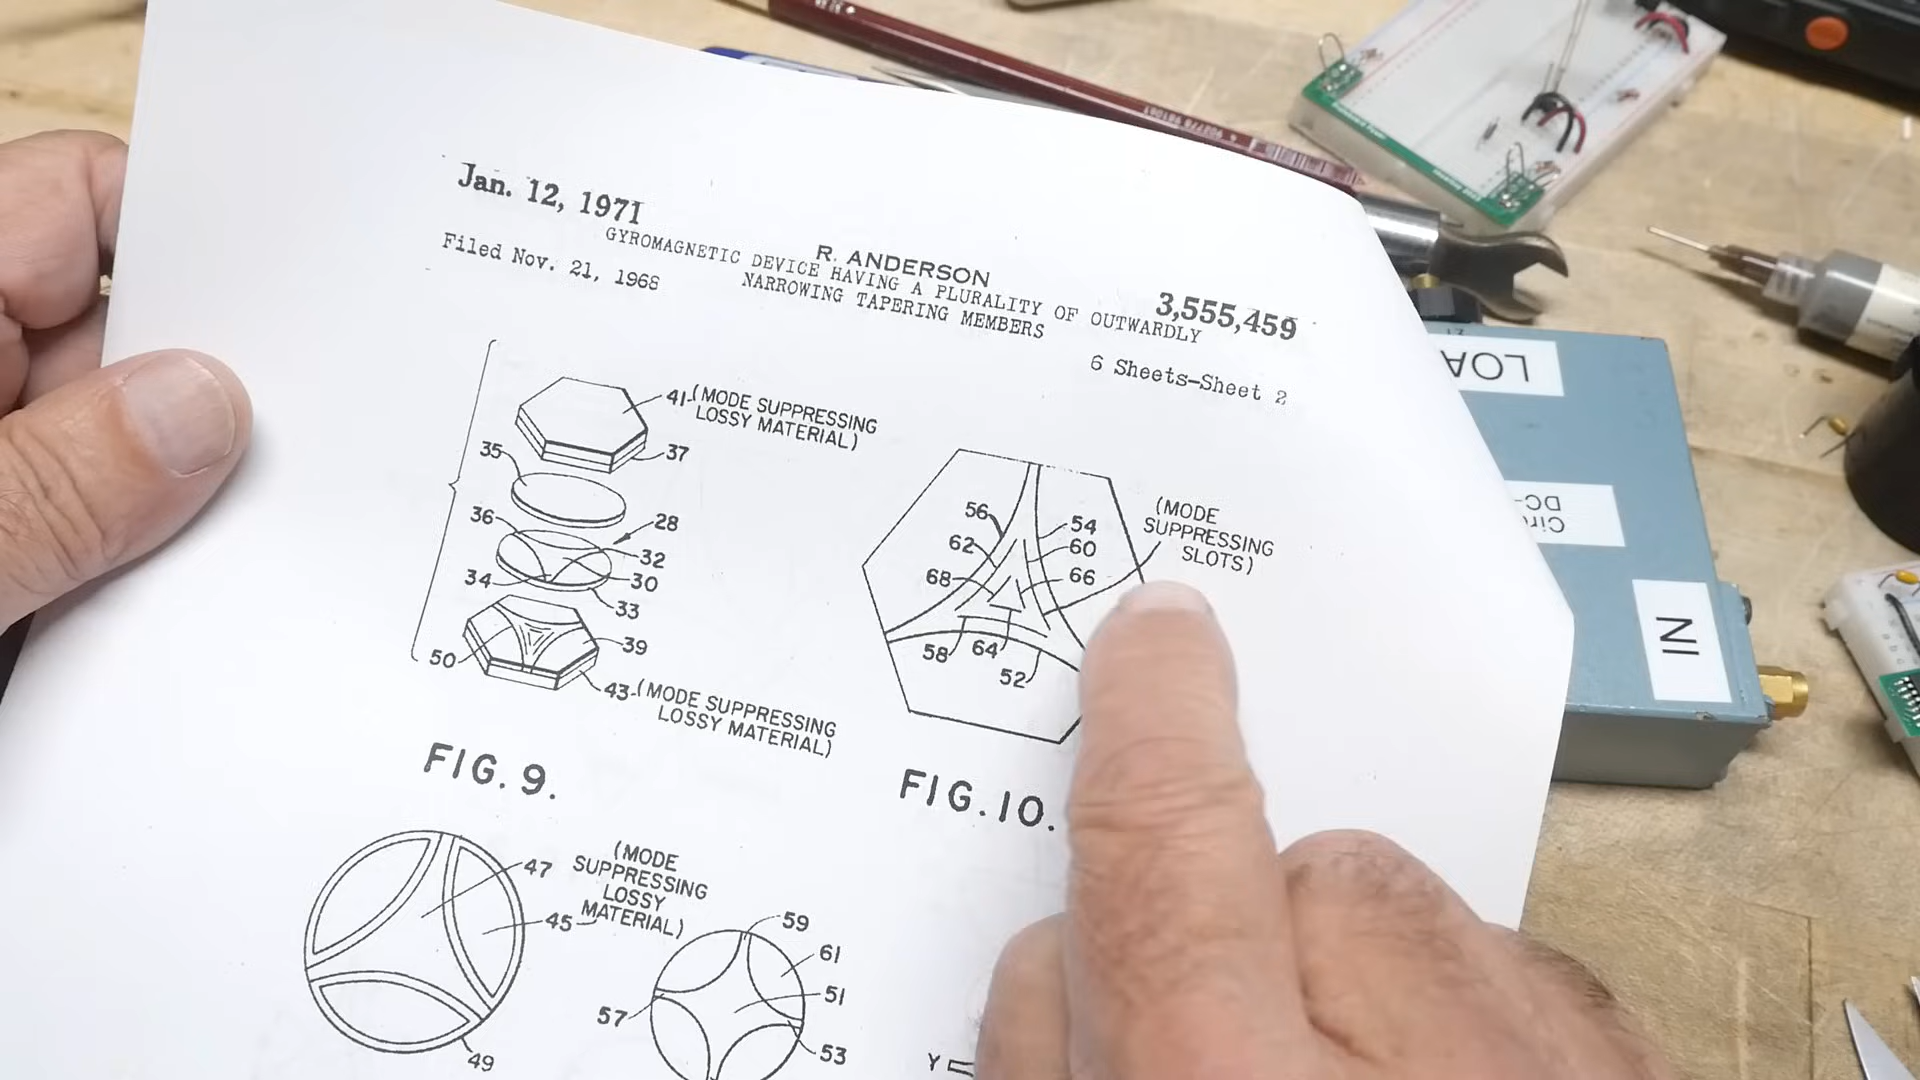 Jan. 12, 1971
R. ANDERSON
3,555,459
GYROMAGNETIC DEVICE HAVING A PLURALITY OF OUTWARDLY
NARROWING TAPERING MEMBERS
Filed Nov. 21, 1968
6 Sheets-Sheet 2
41-(MODE SUPPRESSING
LOSSY MATERIAL)
37
35
36
28
32
34
30
33
39
50
43-(MODE SUPPRESSING
LOSSY MATERIAL)
FIG. 9.
56
54
62
60
68
66
58
64
52
(MODE
SUPPRESSING
SLOTS)
FIG. 10.
47
(MODE
SUPPRESSING
LOSSY
MATERIAL)
45
49
59
61
51
57
53
Y
LOA
DC-
IN